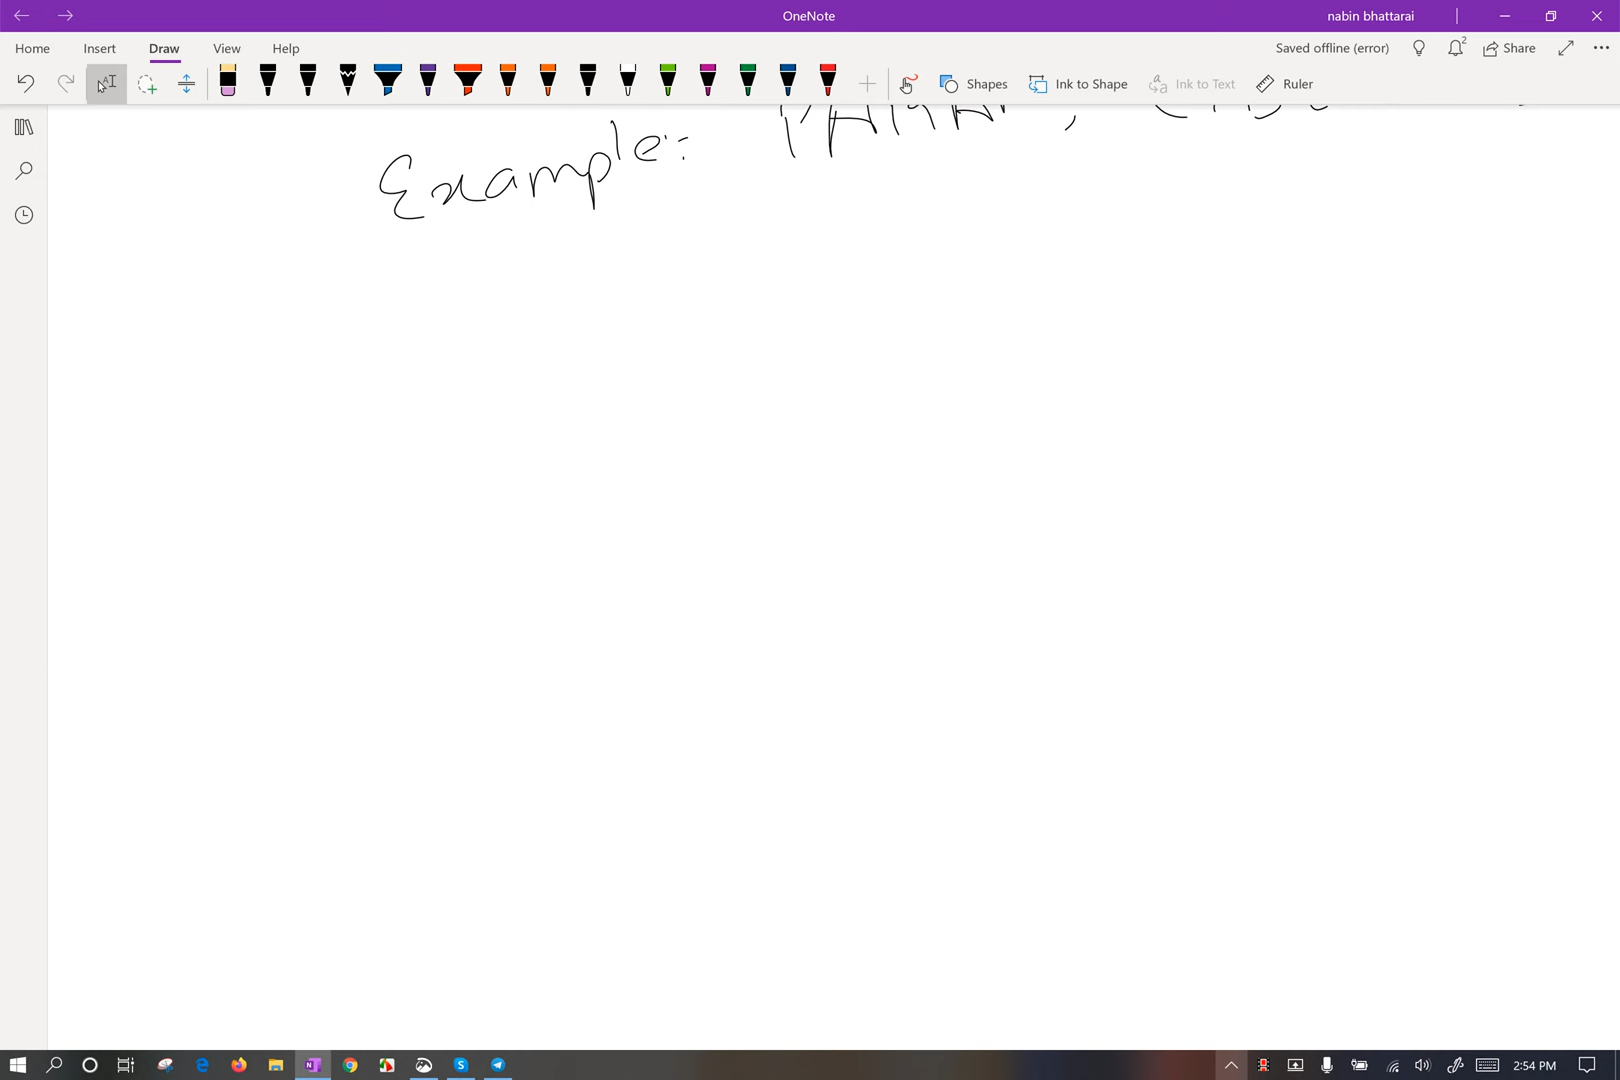 OneNote
nabin bhattarai
Home
Insert
Draw
View
Help
Saved offline (error)
2
Share
Shapes
Ink to Shape
Ink to Text
Ruler
Example:
2:54 PM